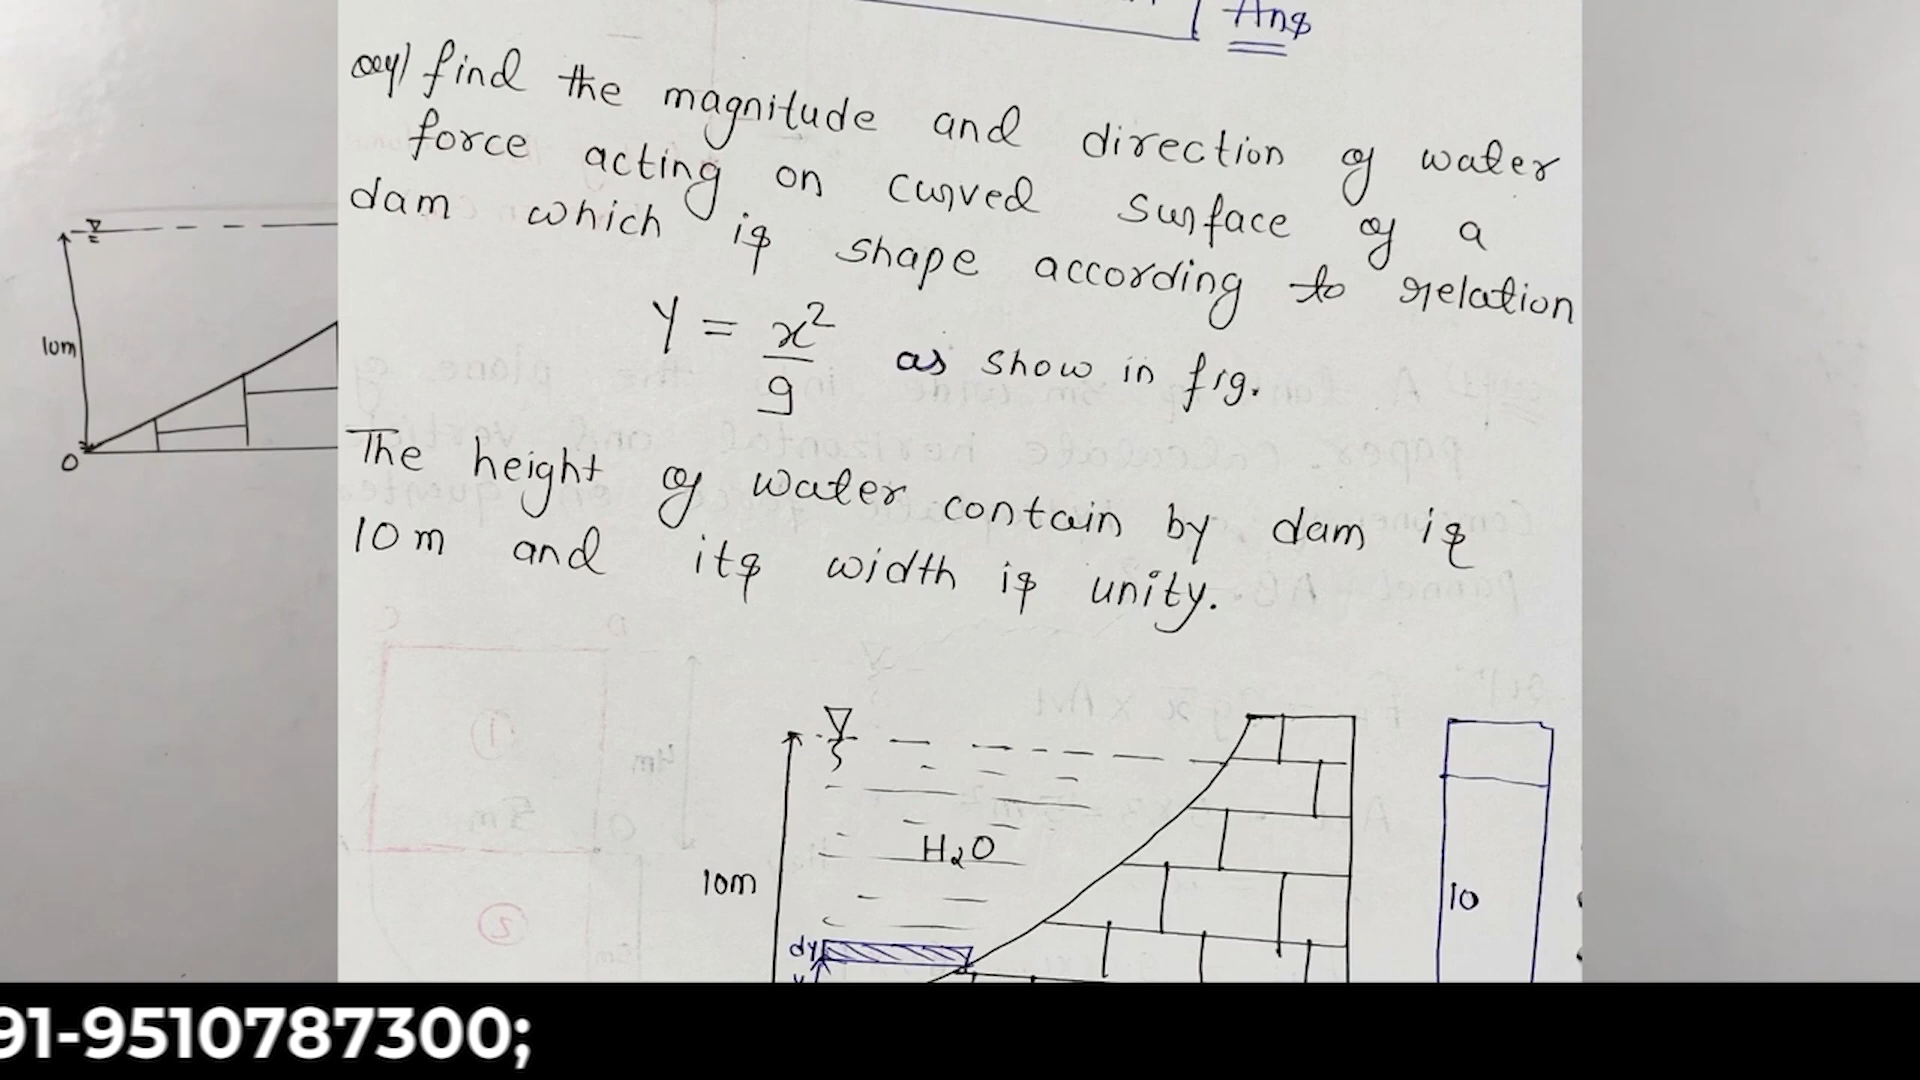 Ans
find the magnitude and direction of water
force acting on curved surface of a
dam which is shape according to relation
Y = x²/9 as show in fig.
The height of water contain by dam is
10m and its width is unity.
10m
O
H₂O
10m
dy
10
91-9510787300;